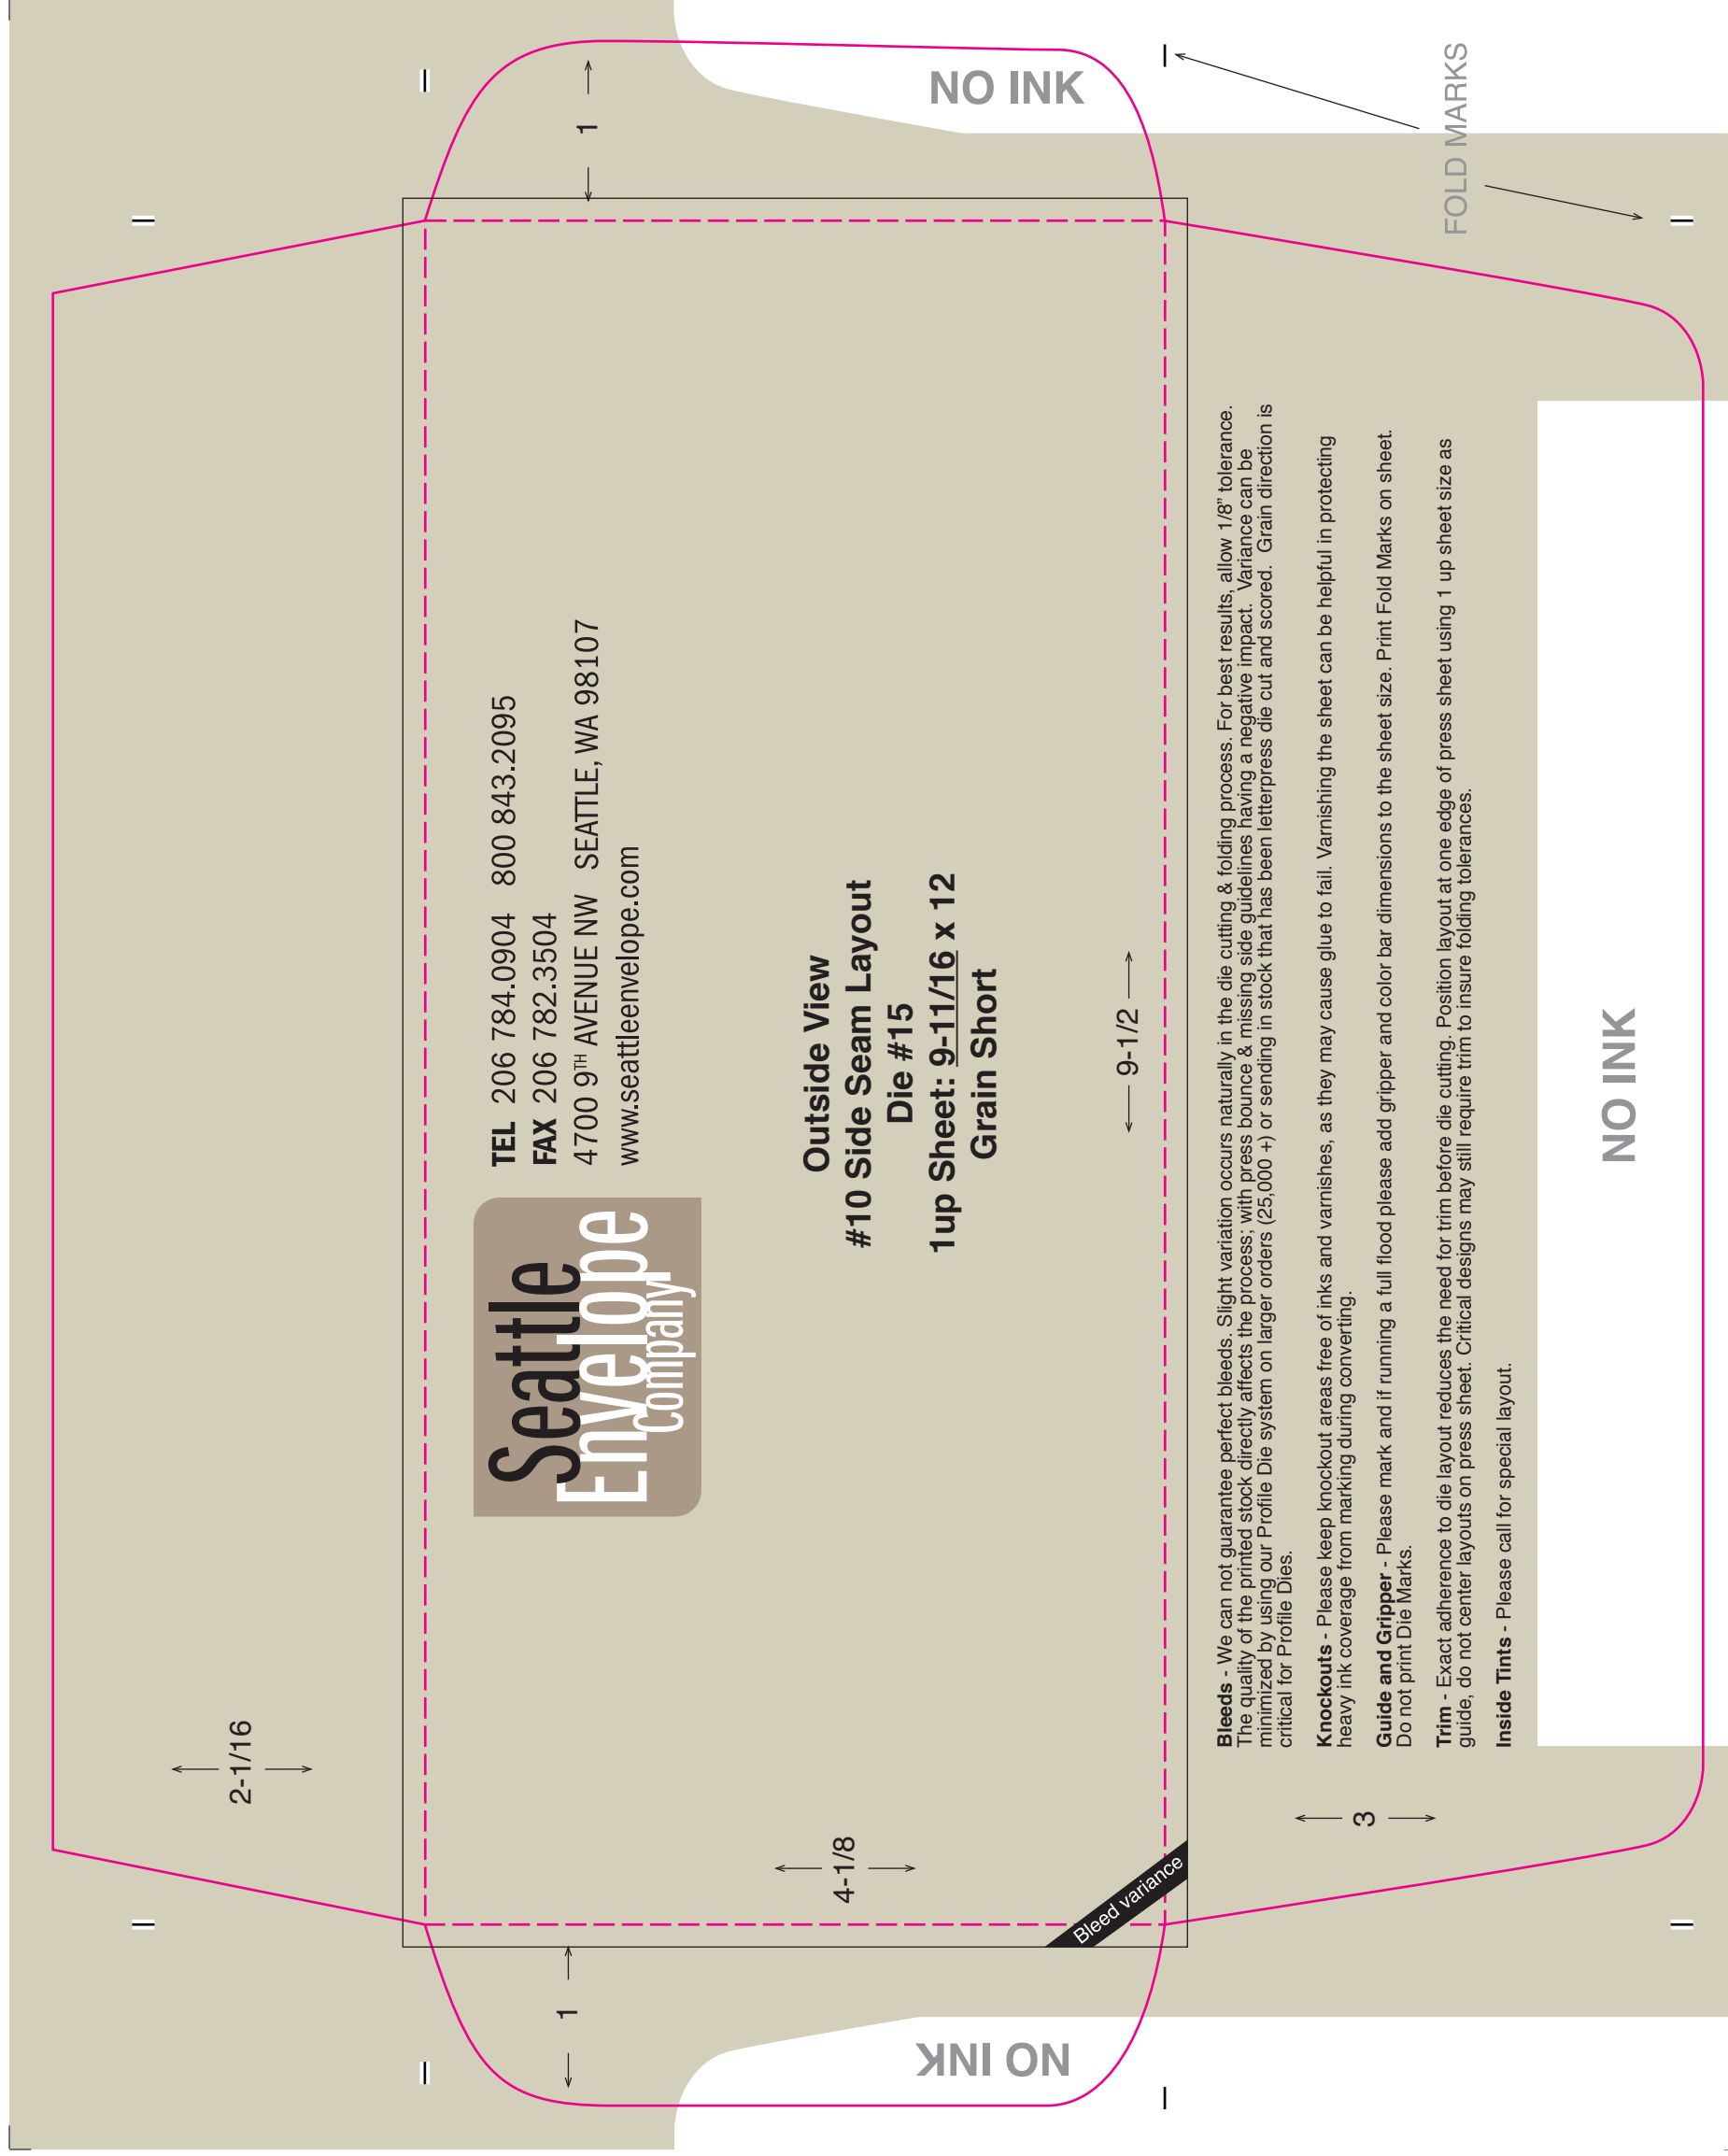 TEL 206 784.0904 800 843.2095
FAX 206 782.3504
4700 9TH AVENUE NW SEATTLE, WA 98107
www.seattleenvelope.com
Seattle
Envelope
Company
Outside View
#10 Side Seam Layout
Die #15
1up Sheet: 9-11/16 x 12
Grain Short
9-1/2
2-1/16
4-1/8
1
1
3
Bleed variance
NO INK
NO INK
NO INK
FOLD MARKS
Bleeds - We can not guarantee perfect bleeds. Slight variation occurs naturally in the die cutting & folding process. For best results, allow 1/8” tolerance.
The quality of the printed stock directly affects the process; with press bounce & missing side guidelines having a negative impact. Variance can be
minimized by using our Profile Die system on larger orders (25,000 +) or sending in stock that has been letterpress die cut and scored. Grain direction is
critical for Profile Dies.
Knockouts - Please keep knockout areas free of inks and varnishes, as they may cause glue to fail. Varnishing the sheet can be helpful in protecting
heavy ink coverage from marking during converting.
Guide and Gripper - Please mark and if running a full flood please add gripper and color bar dimensions to the sheet size. Print Fold Marks on sheet.
Do not print Die Marks.
Trim - Exact adherence to die layout reduces the need for trim before die cutting. Position layout at one edge of press sheet using 1 up sheet size as
guide, do not center layouts on press sheet. Critical designs may still require trim to insure folding tolerances.
Inside Tints - Please call for special layout.